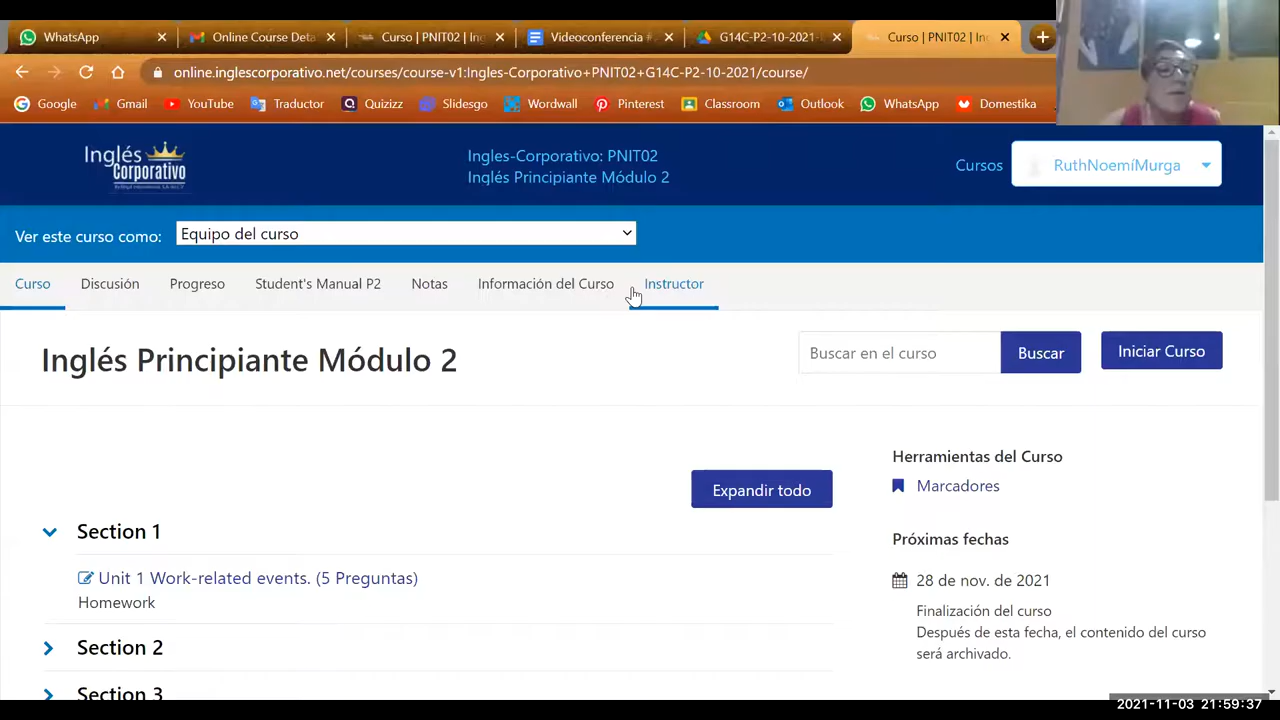 WhatsApp
Online Course Deta
Curso | PNIT02 | In
Videoconferencia #
G14C-P2-10-2021-
Curso | PNIT02 | In
online.inglescorporativo.net/courses/course-v1:Ingles-Corporativo+PNIT02+G14C-P2-10-2021/course/
Google
Gmail
YouTube
Traductor
Quizizz
Slidesgo
Wordwall
Pinterest
Classroom
Outlook
WhatsApp
Domestika
Inglés
Corporativo
Ingles-Corporativo: PNIT02
Inglés Principiante Módulo 2
Cursos
RuthNoemíMurga
Ver este curso como:
Equipo del curso
Curso
Discusión
Progreso
Student's Manual P2
Notas
Información del Curso
Instructor
Inglés Principiante Módulo 2
Buscar en el curso
Buscar
Iniciar Curso
Expandir todo
Herramientas del Curso
Marcadores
Section 1
Próximas fechas
Unit 1 Work-related events. (5 Preguntas)
28 de nov. de 2021
Homework
Finalización del curso
Después de esta fecha, el contenido del curso
será archivado.
Section 2
Section 3
2021-11-03 21:59:37